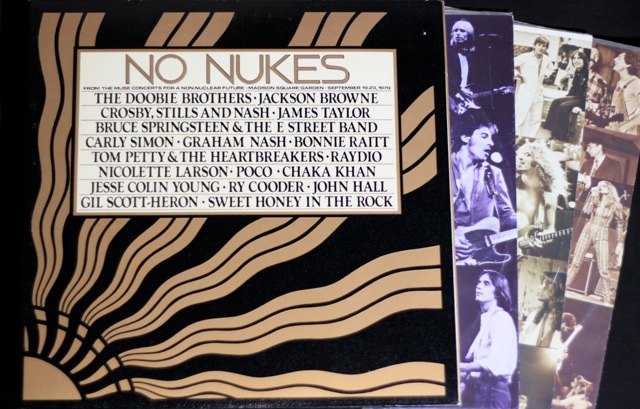 NO NUKES
FROM THE MUSE CONCERTS FOR A NON-NUCLEAR FUTURE · MADISON SQUARE GARDEN · SEPTEMBER 19-23, 1979
THE DOOBIE BROTHERS · JACKSON BROWNE
CROSBY, STILLS AND NASH · JAMES TAYLOR
BRUCE SPRINGSTEEN & THE E STREET BAND
CARLY SIMON · GRAHAM NASH · BONNIE RAITT
TOM PETTY & THE HEARTBREAKERS · RAYDIO
NICOLETTE LARSON · POCO · CHAKA KHAN
JESSE COLIN YOUNG · RY COODER · JOHN HALL
GIL SCOTT-HERON · SWEET HONEY IN THE ROCK